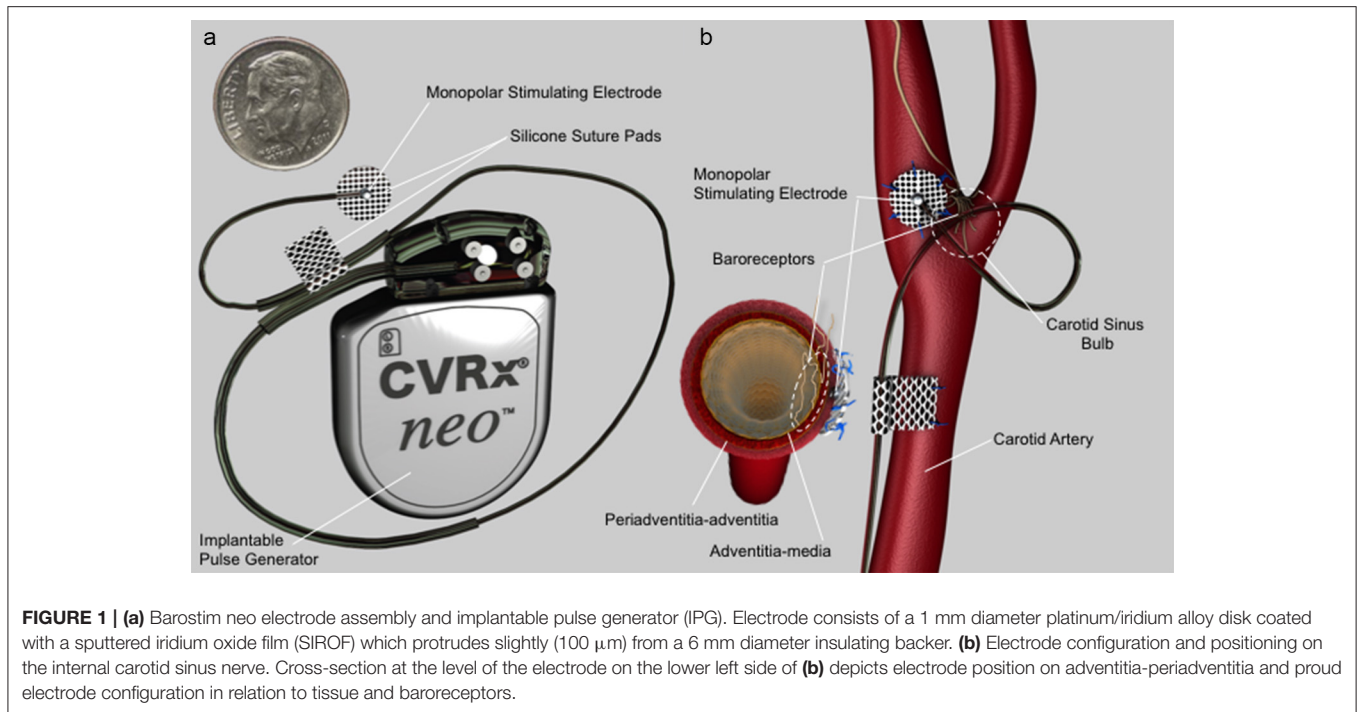 a
b
LIBERTY
Monopolar Stimulating Electrode
Silicone Suture Pads
CVRx®
neo™
Implantable
Pulse Generator
Monopolar
Stimulating Electrode
Baroreceptors
Carotid Sinus
Bulb
Carotid Artery
Periadventitia-adventitia
Adventitia-media
FIGURE 1 | (a) Barostim neo electrode assembly and implantable pulse generator (IPG). Electrode consists of a 1 mm diameter platinum/iridium alloy disk coated
with a sputtered iridium oxide film (SIROF) which protrudes slightly (100 μm) from a 6 mm diameter insulating backer. (b) Electrode configuration and positioning on
the internal carotid sinus nerve. Cross-section at the level of the electrode on the lower left side of (b) depicts electrode position on adventitia-periadventitia and proud
electrode configuration in relation to tissue and baroreceptors.